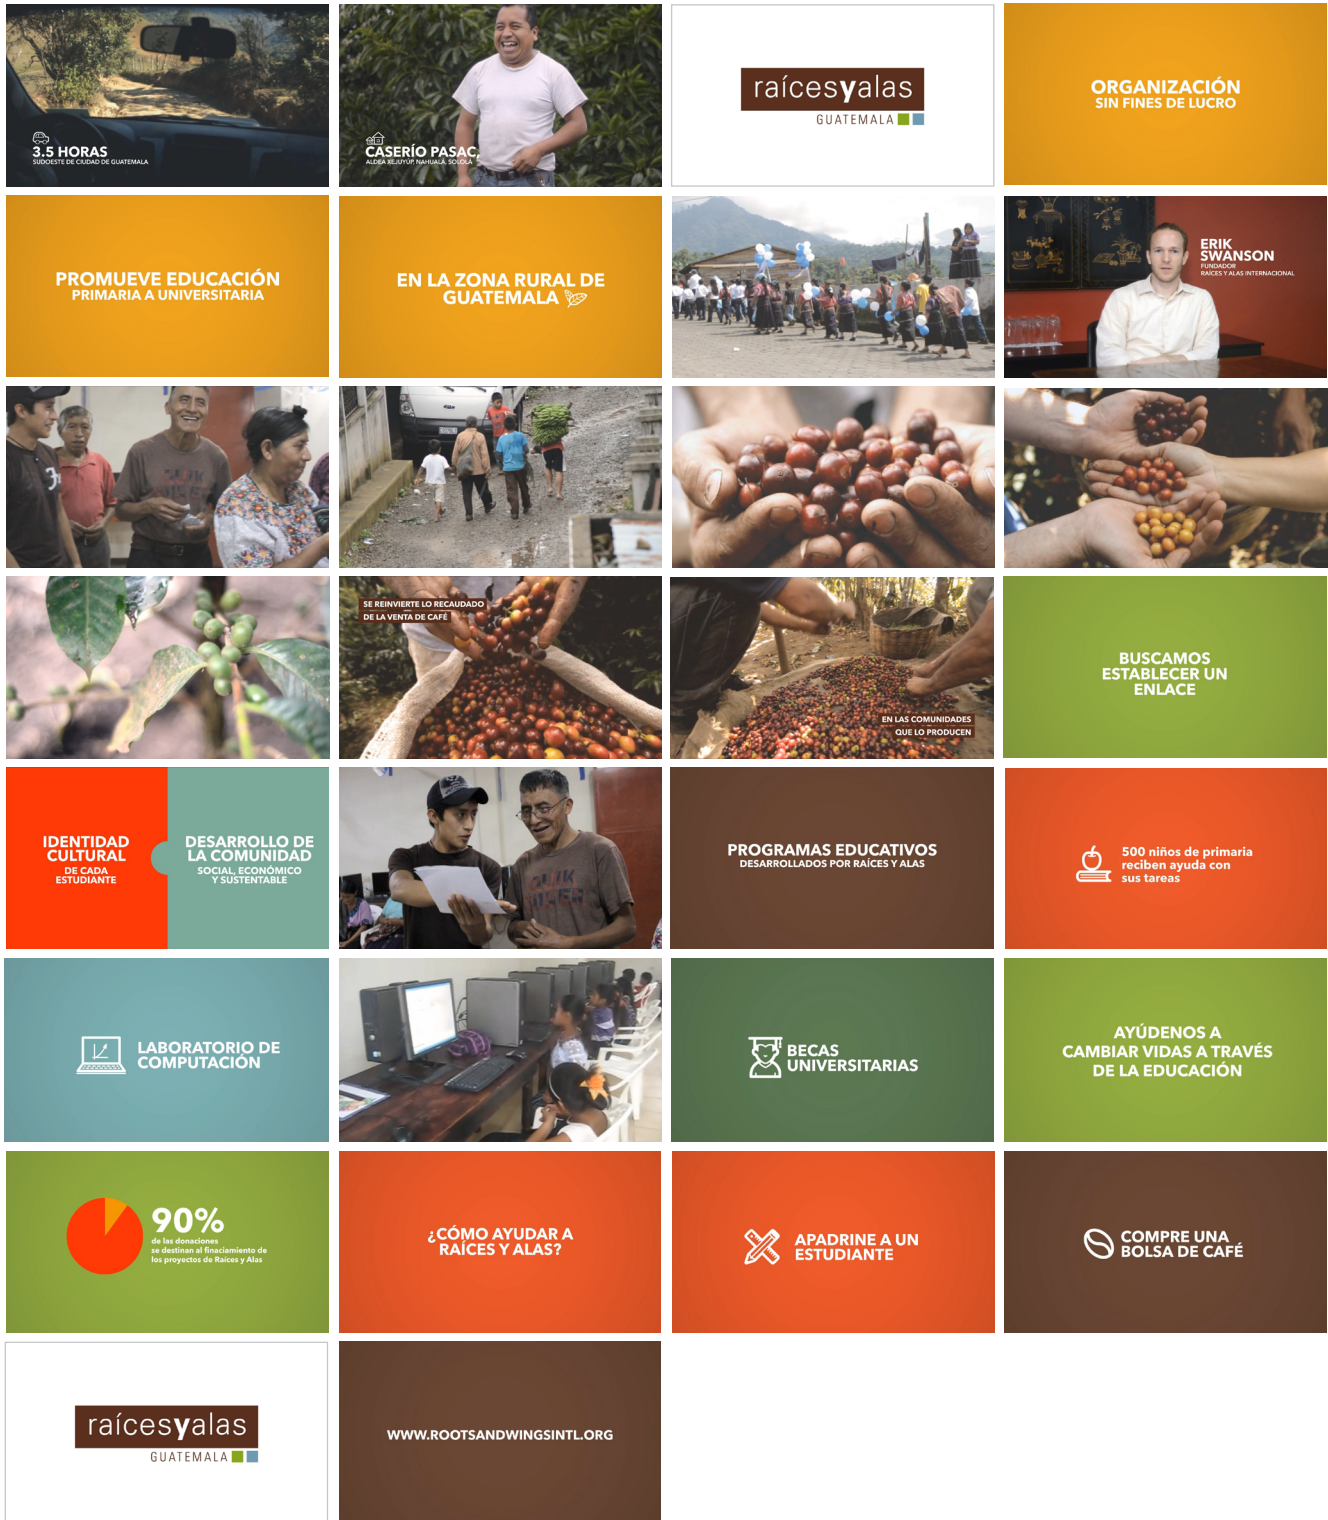 3.5 HORAS
SUDOESTE DE CIUDAD DE GUATEMALA
CASERÍO PASAC,
ALDEA XEJUYÚP, NAHUALÁ, SOLOLÁ
raícesyalas
GUATEMALA
ORGANIZACIÓN
SIN FINES DE LUCRO
PROMUEVE EDUCACIÓN
PRIMARIA A UNIVERSITARIA
EN LA ZONA RURAL DE
GUATEMALA
ERIK
SWANSON
FUNDADOR
RAÍCES Y ALAS INTERNACIONAL
SE REINVIERTE LO RECAUDADO
DE LA VENTA DE CAFÉ
EN LAS COMUNIDADES
QUE LO PRODUCEN
BUSCAMOS
ESTABLECER UN
ENLACE
IDENTIDAD
CULTURAL
DE CADA
ESTUDIANTE
DESARROLLO DE
LA COMUNIDAD
SOCIAL, ECONÓMICO
Y SUSTENTABLE
PROGRAMAS EDUCATIVOS
DESARROLLADOS POR RAÍCES Y ALAS
500 niños de primaria
reciben ayuda con
sus tareas
LABORATORIO DE
COMPUTACIÓN
BECAS
UNIVERSITARIAS
AYÚDENOS A
CAMBIAR VIDAS A TRAVÉS
DE LA EDUCACIÓN
90%
de las donaciones
se destinan al finaciamiento de
los proyectos de Raíces y Alas
¿CÓMO AYUDAR A
RAÍCES Y ALAS?
APADRINE A UN
ESTUDIANTE
COMPRE UNA
BOLSA DE CAFÉ
raícesyalas
GUATEMALA
WWW.ROOTSANDWINGSINTL.ORG